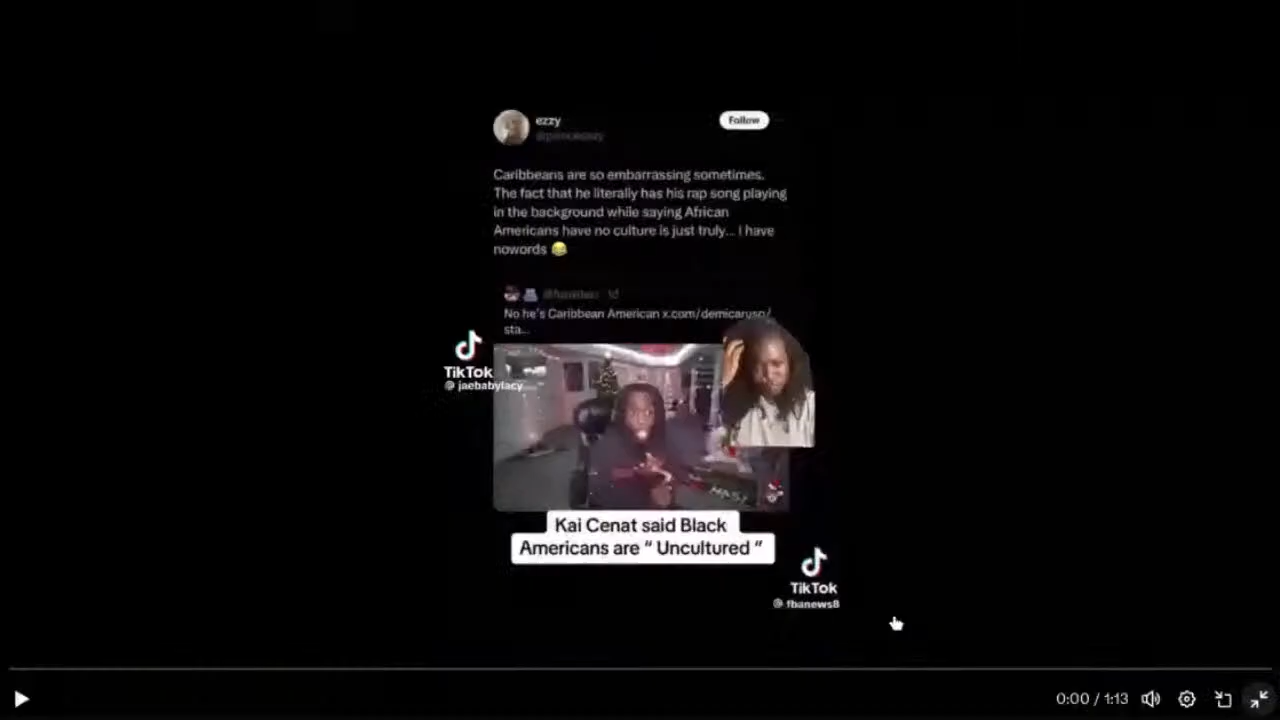 ezzy
Follow
Caribbeans are so embarrassing sometimes.
The fact that he literally has his rap song playing
in the background while saying African
Americans have no culture is just truly... I have
nowords 😂
1d
No he's Caribbean American x.com/demicaruso/
sta...
TikTok
@ jaebabylacy
Kai Cenat said Black
Americans are “ Uncultured ”
TikTok
@ fbanews8
0:00 / 1:13